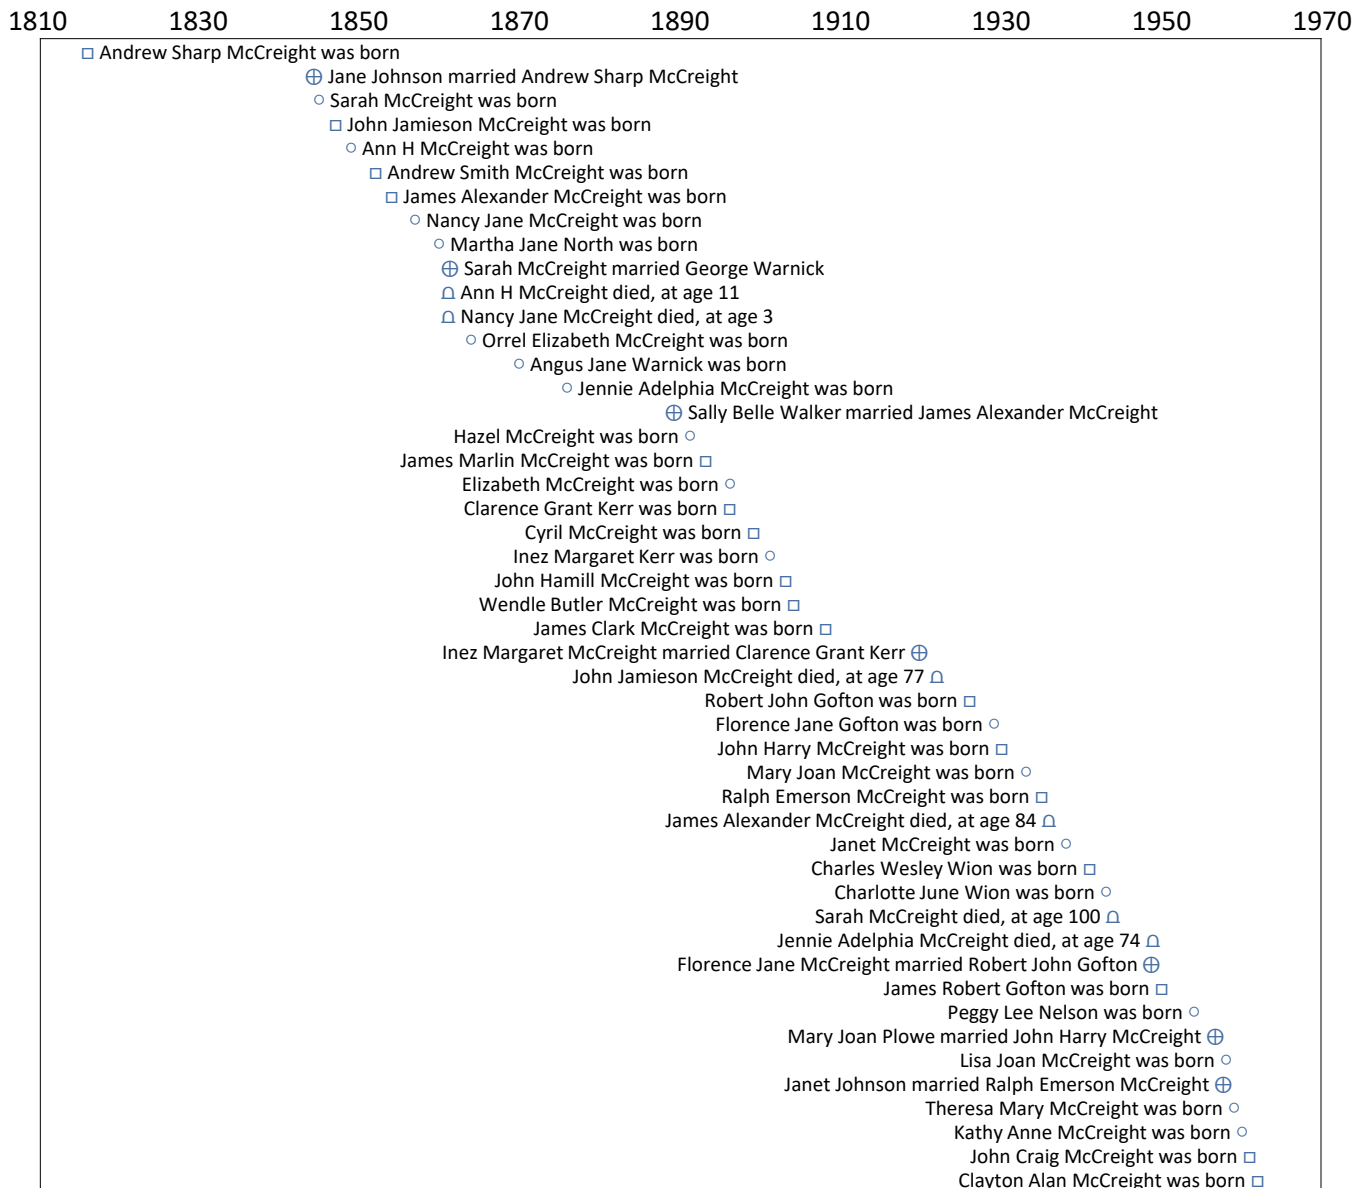 1810 1830 1850 1870 1890 1910 1930 1950 1970
Andrew Sharp McCreight was born
Jane Johnson married Andrew Sharp McCreight
Sarah McCreight was born
John Jamieson McCreight was born
Ann H McCreight was born
Andrew Smith McCreight was born
James Alexander McCreight was born
Nancy Jane McCreight was born
Martha Jane North was born
Sarah McCreight married George Warnick
Ann H McCreight died, at age 11
Nancy Jane McCreight died, at age 3
Orrel Elizabeth McCreight was born
Angus Jane Warnick was born
Jennie Adelphia McCreight was born
Sally Belle Walker married James Alexander McCreight
Hazel McCreight was born
James Marlin McCreight was born
Elizabeth McCreight was born
Clarence Grant Kerr was born
Cyril McCreight was born
Inez Margaret Kerr was born
John Hamill McCreight was born
Wendle Butler McCreight was born
James Clark McCreight was born
Inez Margaret McCreight married Clarence Grant Kerr
John Jamieson McCreight died, at age 77
Robert John Gofton was born
Florence Jane Gofton was born
John Harry McCreight was born
Mary Joan McCreight was born
Ralph Emerson McCreight was born
James Alexander McCreight died, at age 84
Janet McCreight was born
Charles Wesley Wion was born
Charlotte June Wion was born
Sarah McCreight died, at age 100
Jennie Adelphia McCreight died, at age 74
Florence Jane McCreight married Robert John Gofton
James Robert Gofton was born
Peggy Lee Nelson was born
Mary Joan Plowe married John Harry McCreight
Lisa Joan McCreight was born
Janet Johnson married Ralph Emerson McCreight
Theresa Mary McCreight was born
Kathy Anne McCreight was born
John Craig McCreight was born
Clayton Alan McCreight was born